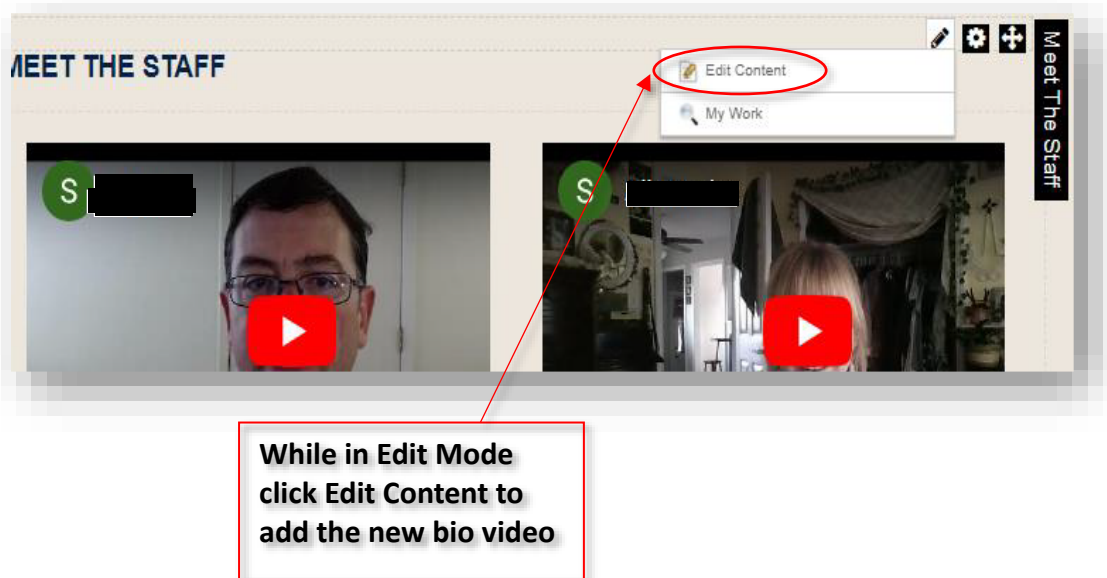 MEET THE STAFF
Edit Content
My Work
Meet The Staff
S
S
While in Edit Mode
click Edit Content to
add the new bio video